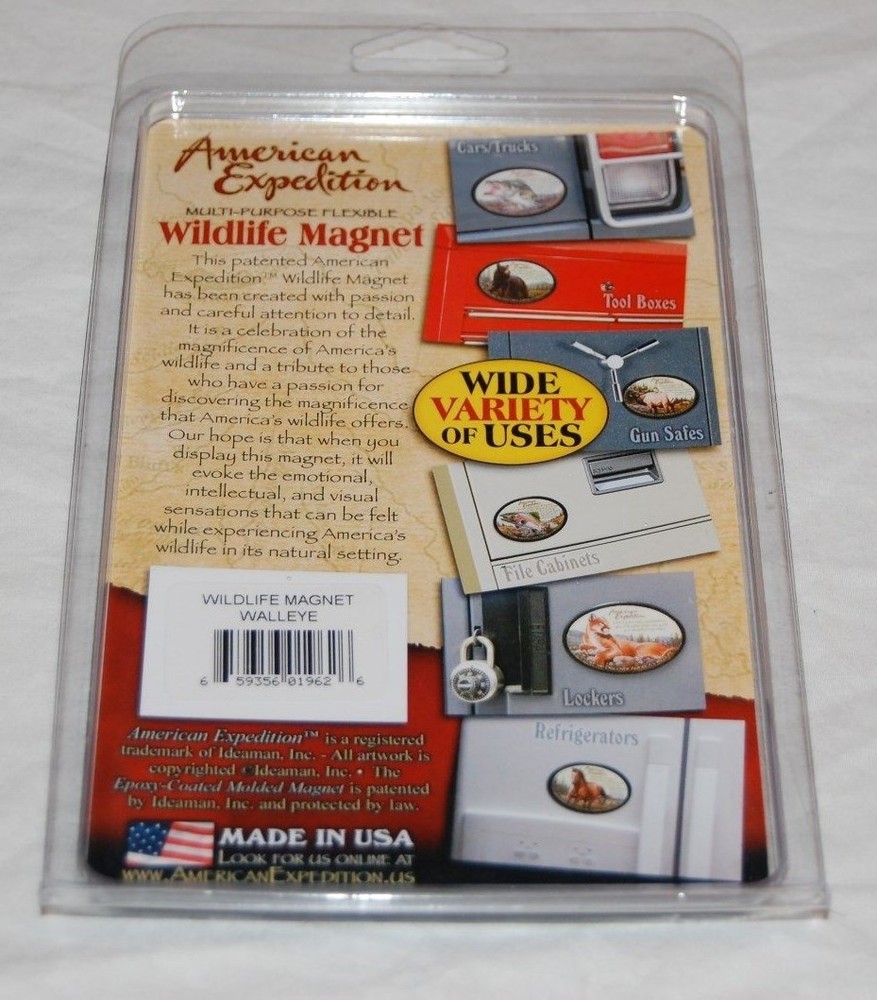 American
Expedition
MULTI-PURPOSE FLEXIBLE
Wildlife Magnet
This patented American
Expedition™ Wildlife Magnet
has been created with passion
and careful attention to detail.
It is a celebration of the
magnificence of America's
wildlife and a tribute to those
who have a passion for
discovering the magnificence
that America's wildlife offers.
Our hope is that when you
display this magnet, it will
evoke the emotional,
intellectual, and visual
sensations that can be felt
while experiencing America's
wildlife in its natural setting.
Cars/Trucks
Tool Boxes
WIDE
VARIETY
OF USES
Gun Safes
File Cabinets
Lockers
Refrigerators
WILDLIFE MAGNET
WALLEYE
6 59356 01962 6
American Expedition™ is a registered
trademark of Ideaman, Inc. - All artwork is
copyrighted ©Ideaman, Inc. • The
Epoxy-Coated Molded Magnet is patented
by Ideaman, Inc. and protected by law.
MADE IN USA
LOOK FOR US ONLINE AT
WWW.AMERICANEXPEDITION.US